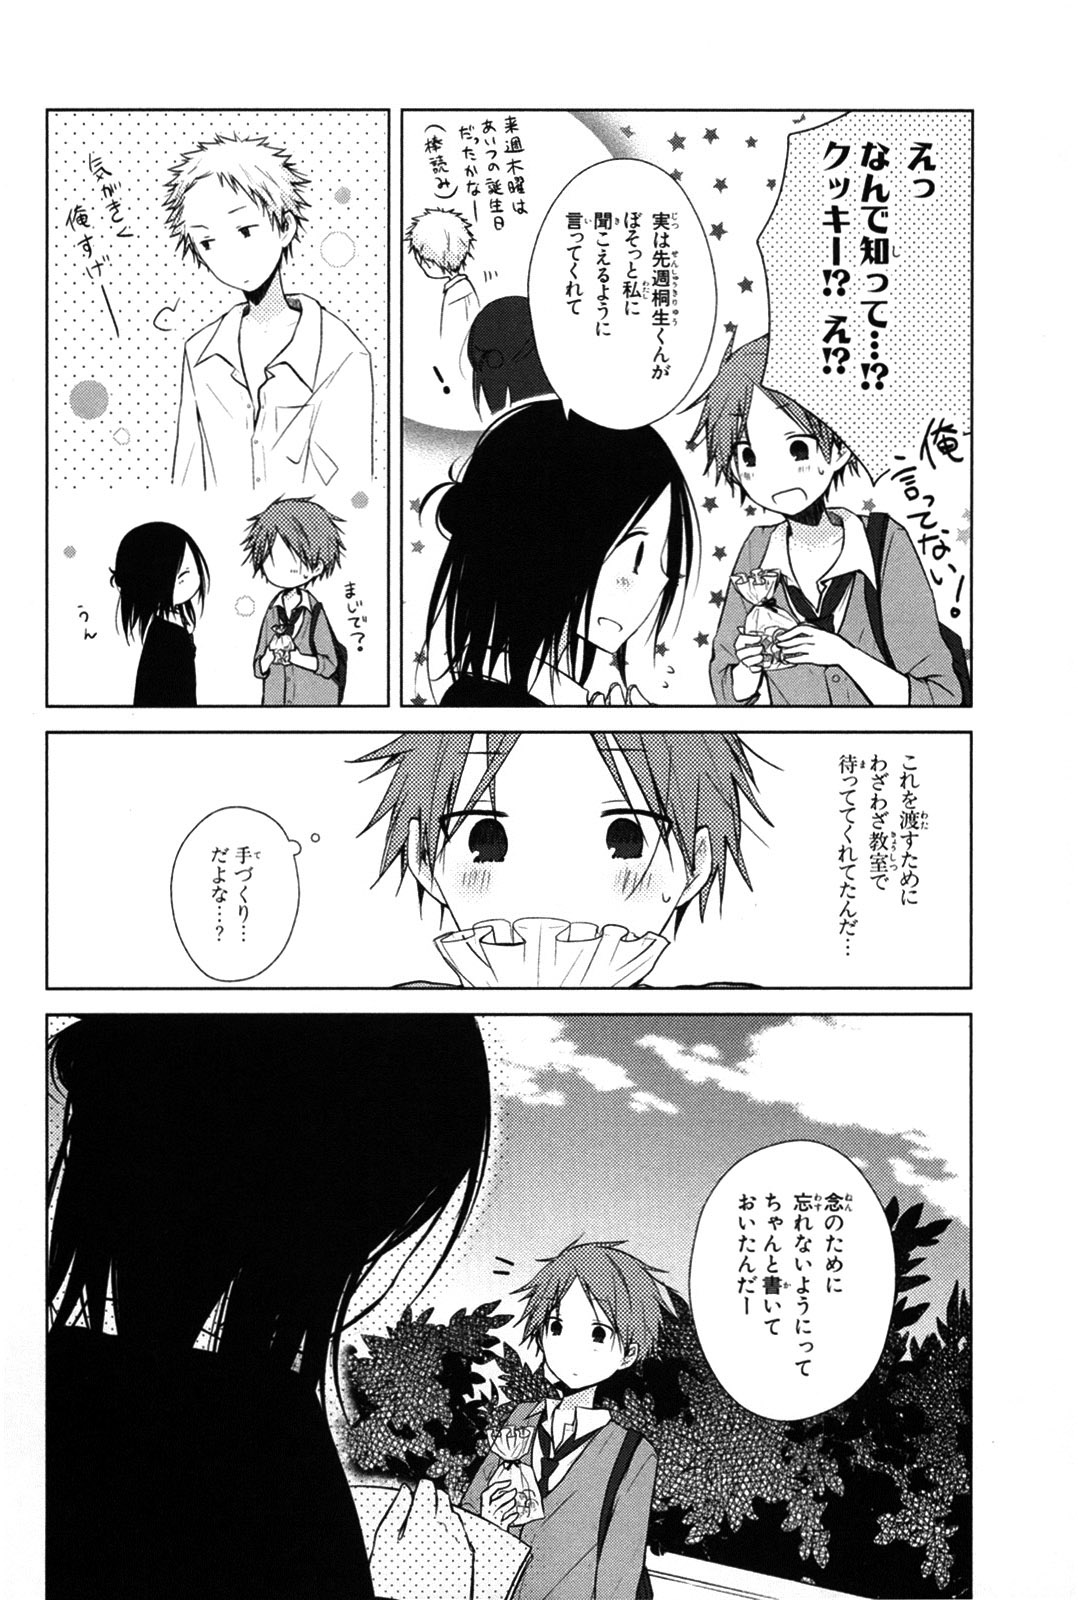 えっ
なんで知って…!?
クッキー!? え!?
俺
言ってない!
実は先週桐生くんが
ぼそっと私に
聞こえるように
言ってくれて
来週木曜は
あいつの誕生日
だったかなー
(棒読み)
!
気がきく
俺すげー
まじで?
うん
これを渡すために
わざわざ教室で
待っててくれてたんだ…
手づくり…
だよな…?
念のために
忘れないようにって
ちゃんと書いて
おいたんだー